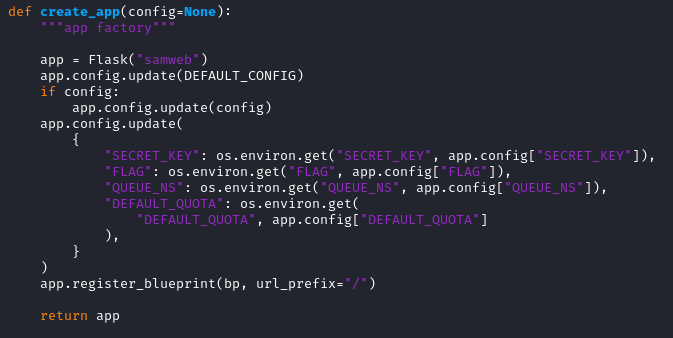 def create_app(config=None):
    """app factory"""

    app = Flask("samweb")
    app.config.update(DEFAULT_CONFIG)
    if config:
        app.config.update(config)
    app.config.update(
        {
            "SECRET_KEY": os.environ.get("SECRET_KEY", app.config["SECRET_KEY"]),
            "FLAG": os.environ.get("FLAG", app.config["FLAG"]),
            "QUEUE_NS": os.environ.get("QUEUE_NS", app.config["QUEUE_NS"]),
            "DEFAULT_QUOTA": os.environ.get(
                "DEFAULT_QUOTA", app.config["DEFAULT_QUOTA"]
            ),
        }
    )
    app.register_blueprint(bp, url_prefix="/")

    return app